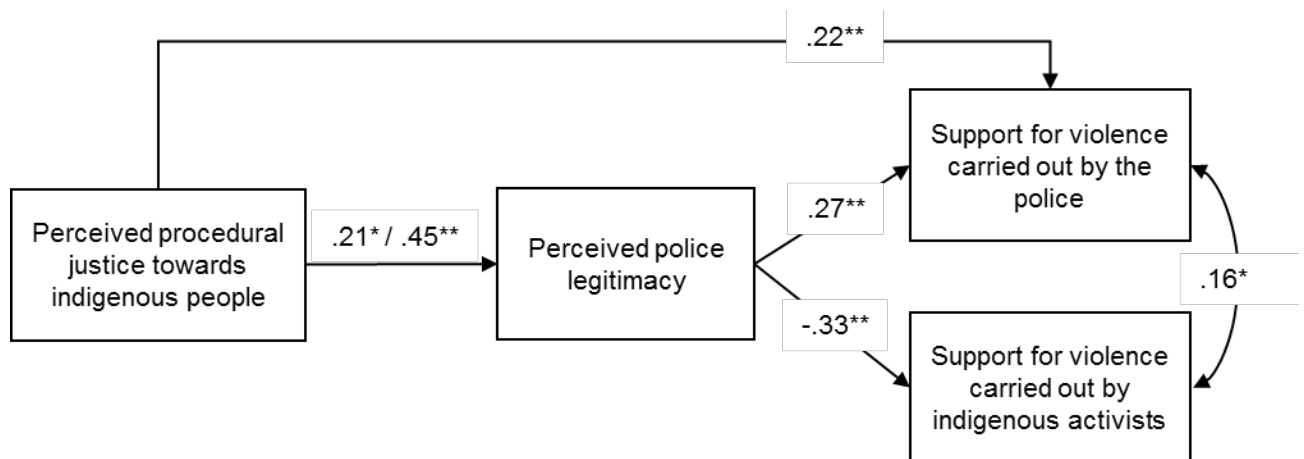 .22**
Perceived procedural
justice towards
indigenous people
.21* / .45**
Perceived police
legitimacy
.27**
-.33**
Support for violence
carried out by the
police
Support for violence
carried out by
indigenous activists
.16*